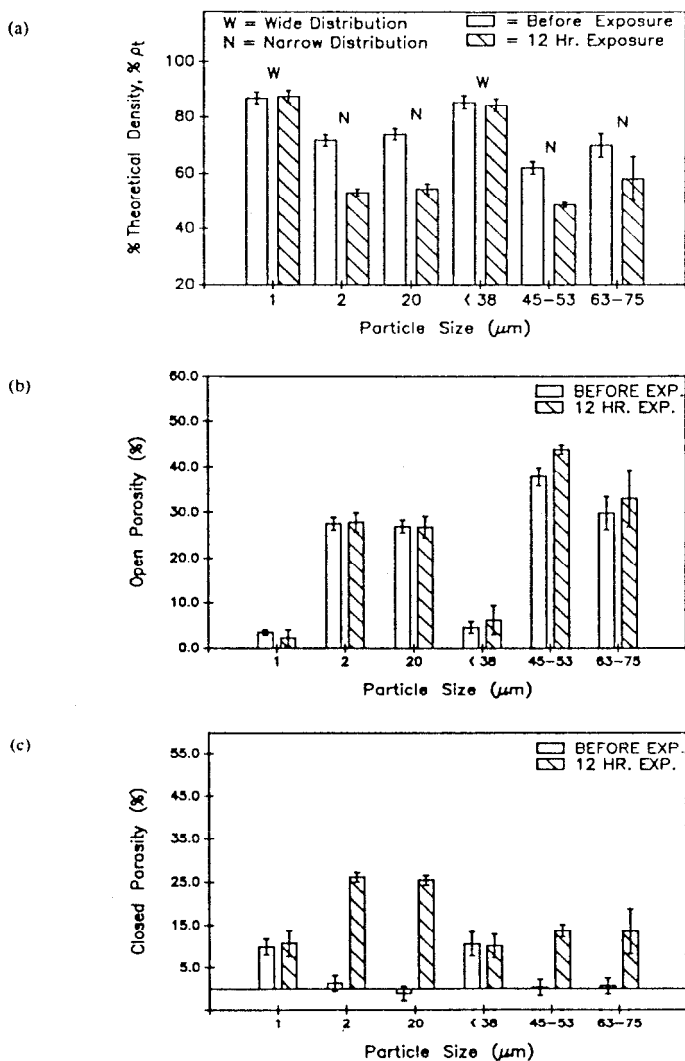 (a)
W = Wide Distribution
N = Narrow Distribution
= Before Exposure
= 12 Hr. Exposure
% Theoretical Density, % ρt
100
80
60
40
20
W
N
N
W
N
N
1
2
20
< 38
45-53
63-75
Particle Size (μm)
(b)
BEFORE EXP.
12 HR. EXP.
Open Porosity (%)
60.0
50.0
40.0
30.0
20.0
10.0
0.0
1
2
20
< 38
45-53
63-75
Particle Size (μm)
(c)
BEFORE EXP.
12 HR. EXP.
Closed Porosity (%)
55.0
45.0
35.0
25.0
15.0
5.0
1
2
20
< 38
45-53
63-75
Particle Size (μm)